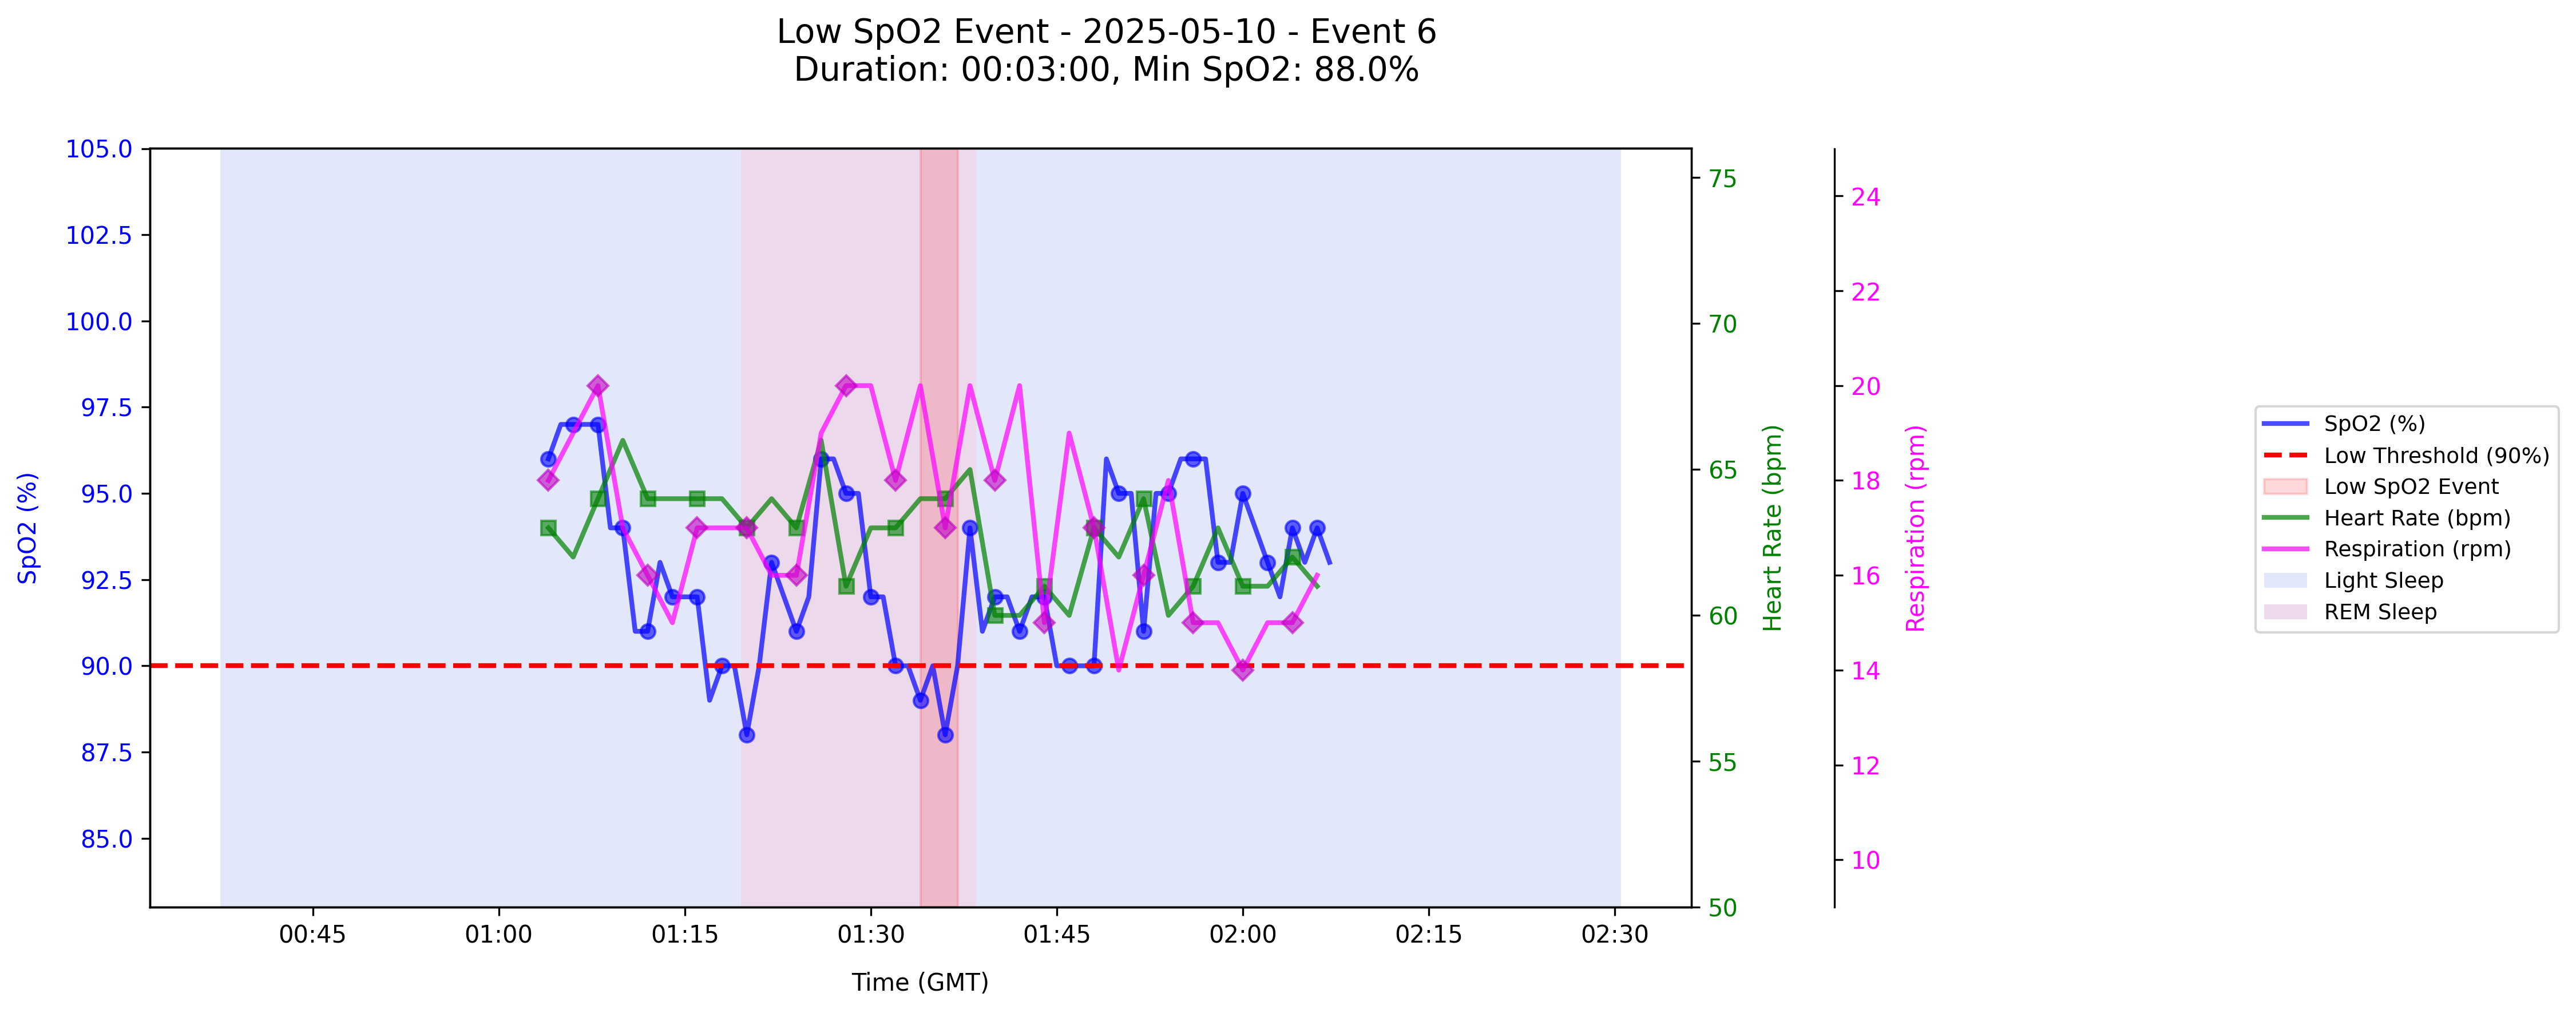 Low SpO2 Event - 2025-05-10 - Event 6
Duration: 00:03:00, Min SpO2: 88.0%
SpO2 (%)
105.0
102.5
100.0
97.5
95.0
92.5
90.0
87.5
85.0
00:45 01:00 01:15 01:30 01:45 02:00 02:15 02:30
Time (GMT)
75
70
65
60
55
50
Heart Rate (bpm)
24
22
20
18
16
14
12
10
Respiration (rpm)
SpO2 (%)
Low Threshold (90%)
Low SpO2 Event
Heart Rate (bpm)
Respiration (rpm)
Light Sleep
REM Sleep